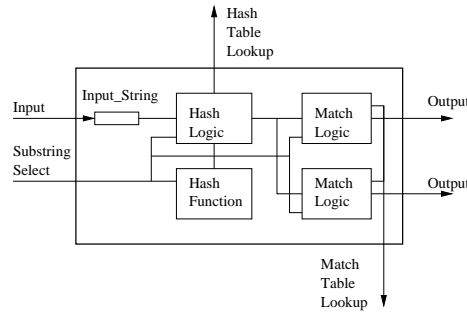 Hash
Table
Lookup
Input
Input_String
Hash
Logic
Match
Logic
Output
Substring
Select
Hash
Function
Match
Logic
Output
Match
Table
Lookup